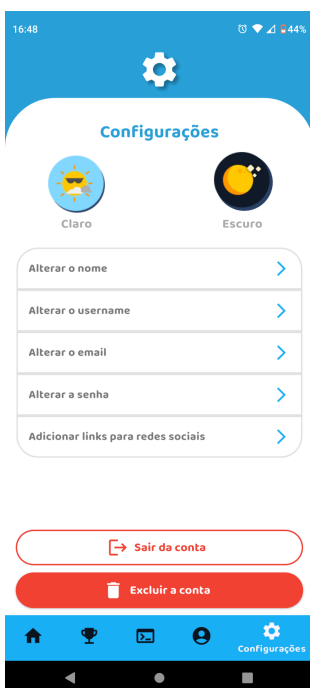 16:48
44%
Configurações
Claro
Escuro
Alterar o nome
Alterar o username
Alterar o email
Alterar a senha
Adicionar links para redes sociais
Sair da conta
Excluir a conta
Configurações